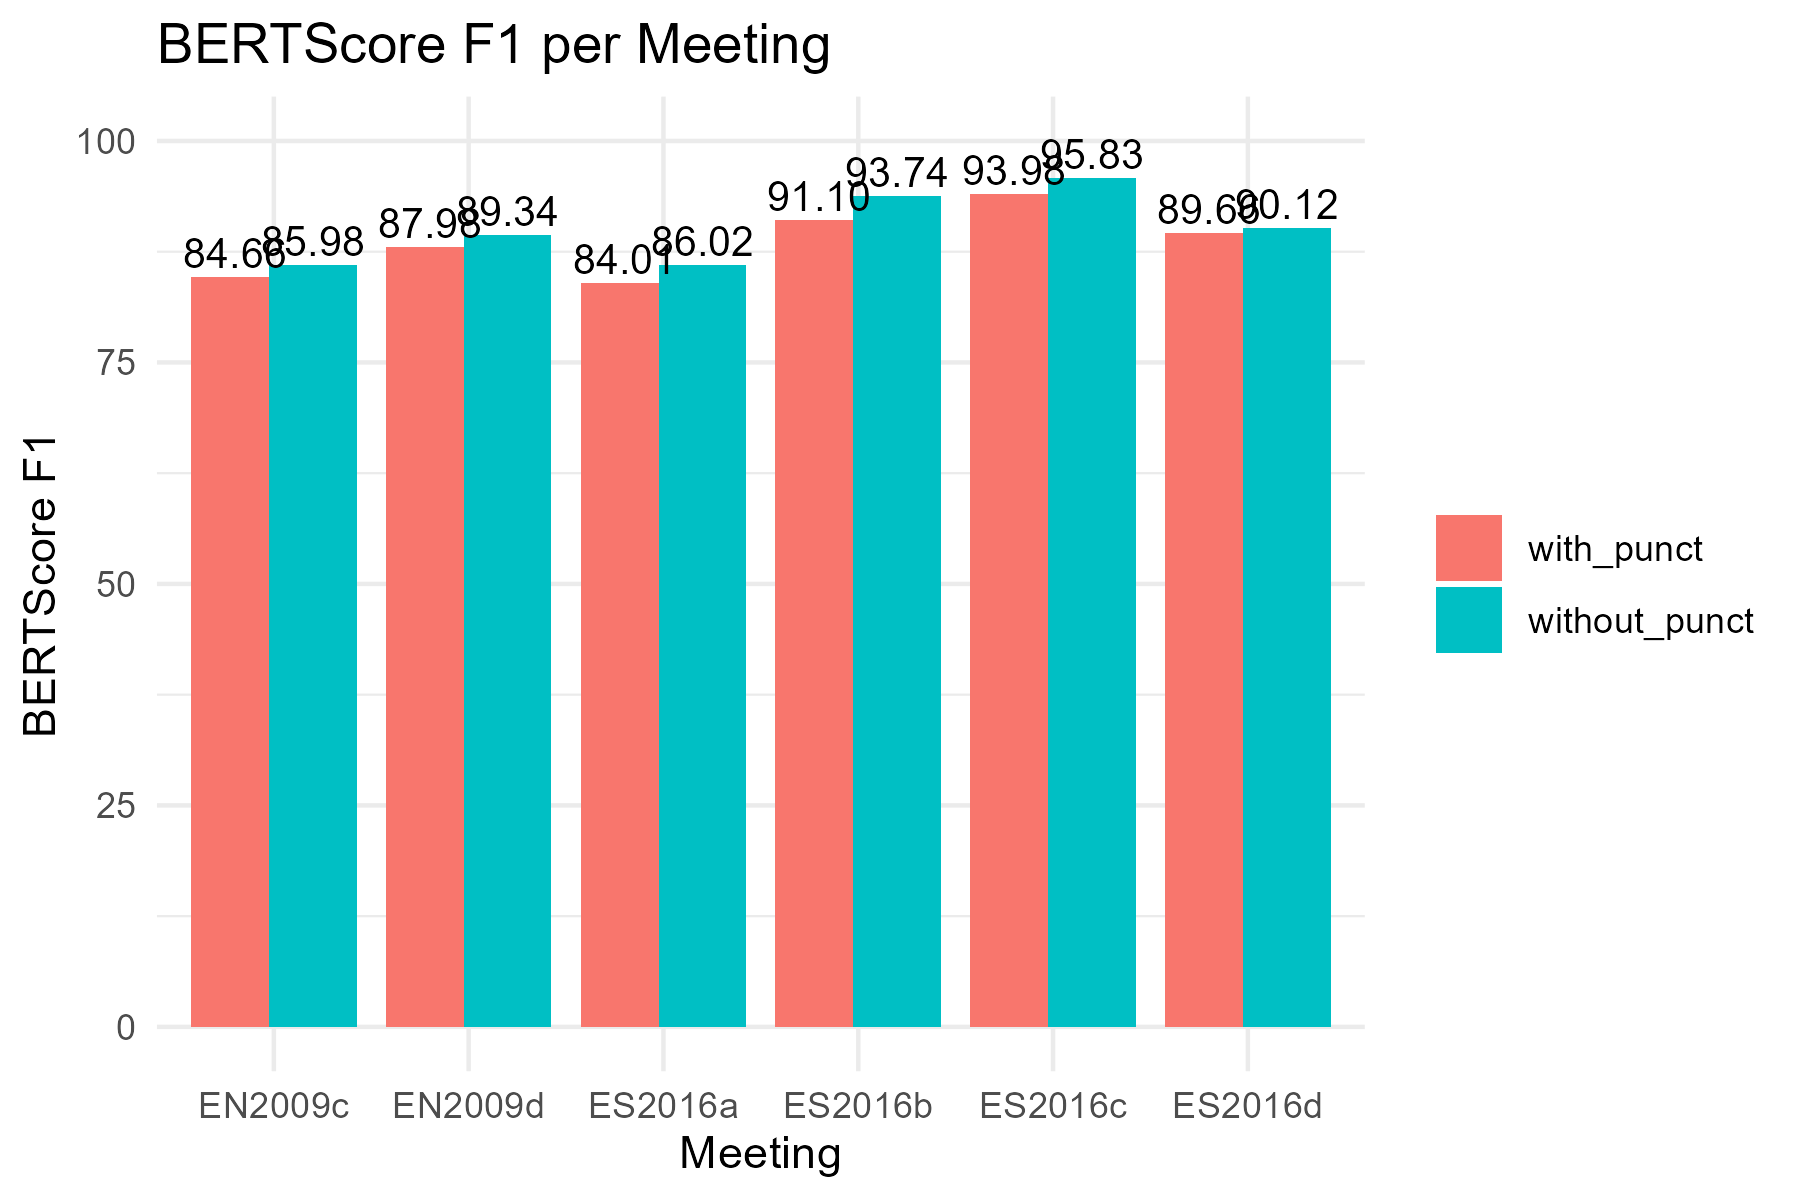 BERTScore F1 per Meeting
BERTScore F1
100
75
50
25
0
84.66 85.98 87.98 89.34 84.01 86.02 91.10 93.74 93.98 95.83 89.66 90.12
EN2009c EN2009d ES2016a ES2016b ES2016c ES2016d
Meeting
with_punct
without_punct